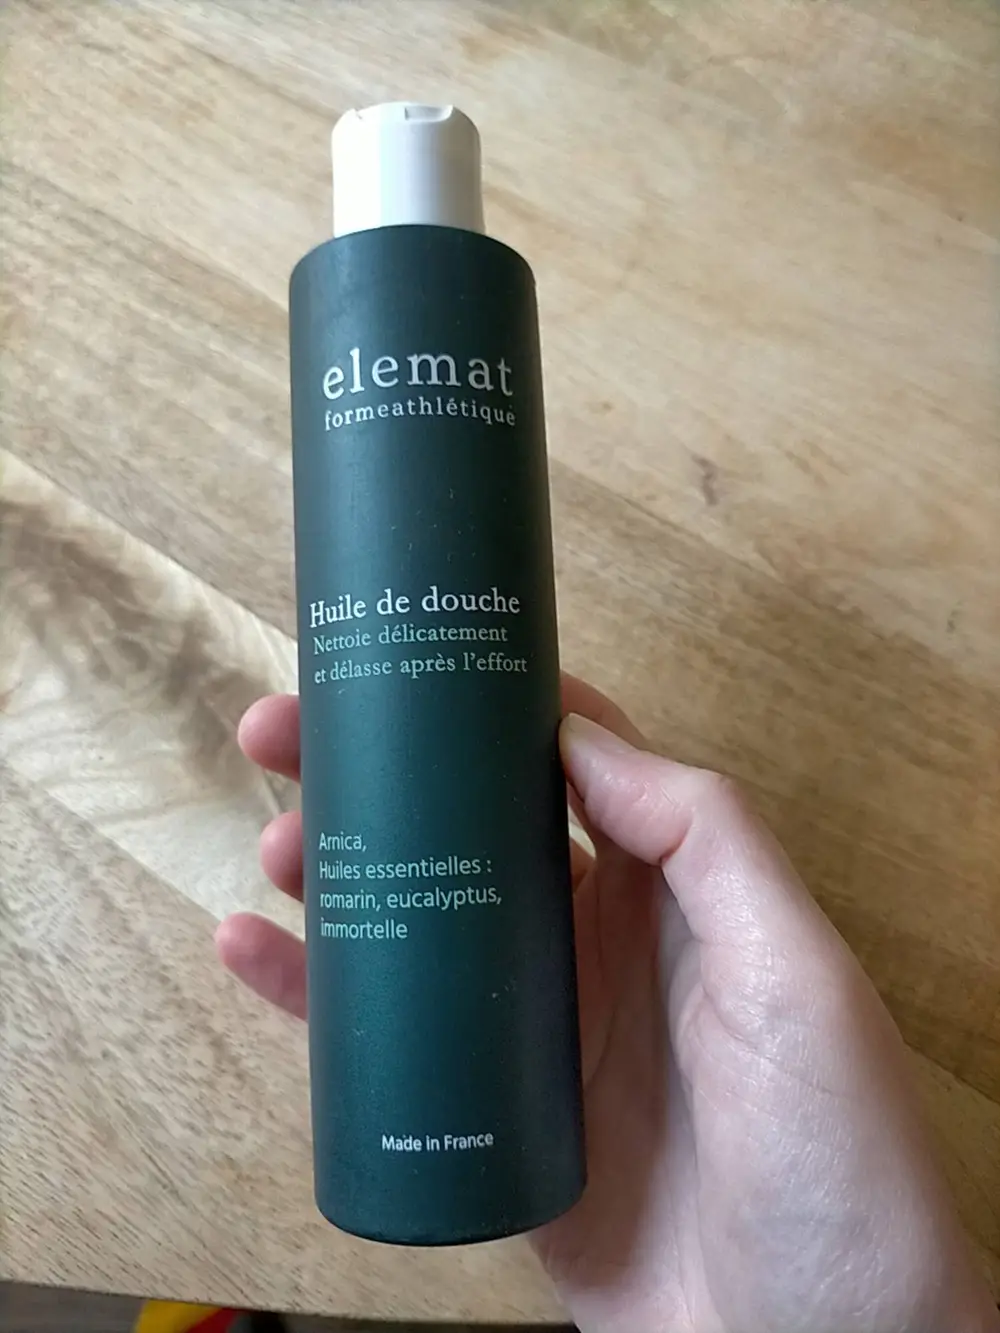 elemat
formeathlétique
Huile de douche
Nettoie délicatement
et délasse après l'effort
Arnica,
Huiles essentielles :
romarin, eucalyptus,
immortelle
Made in France